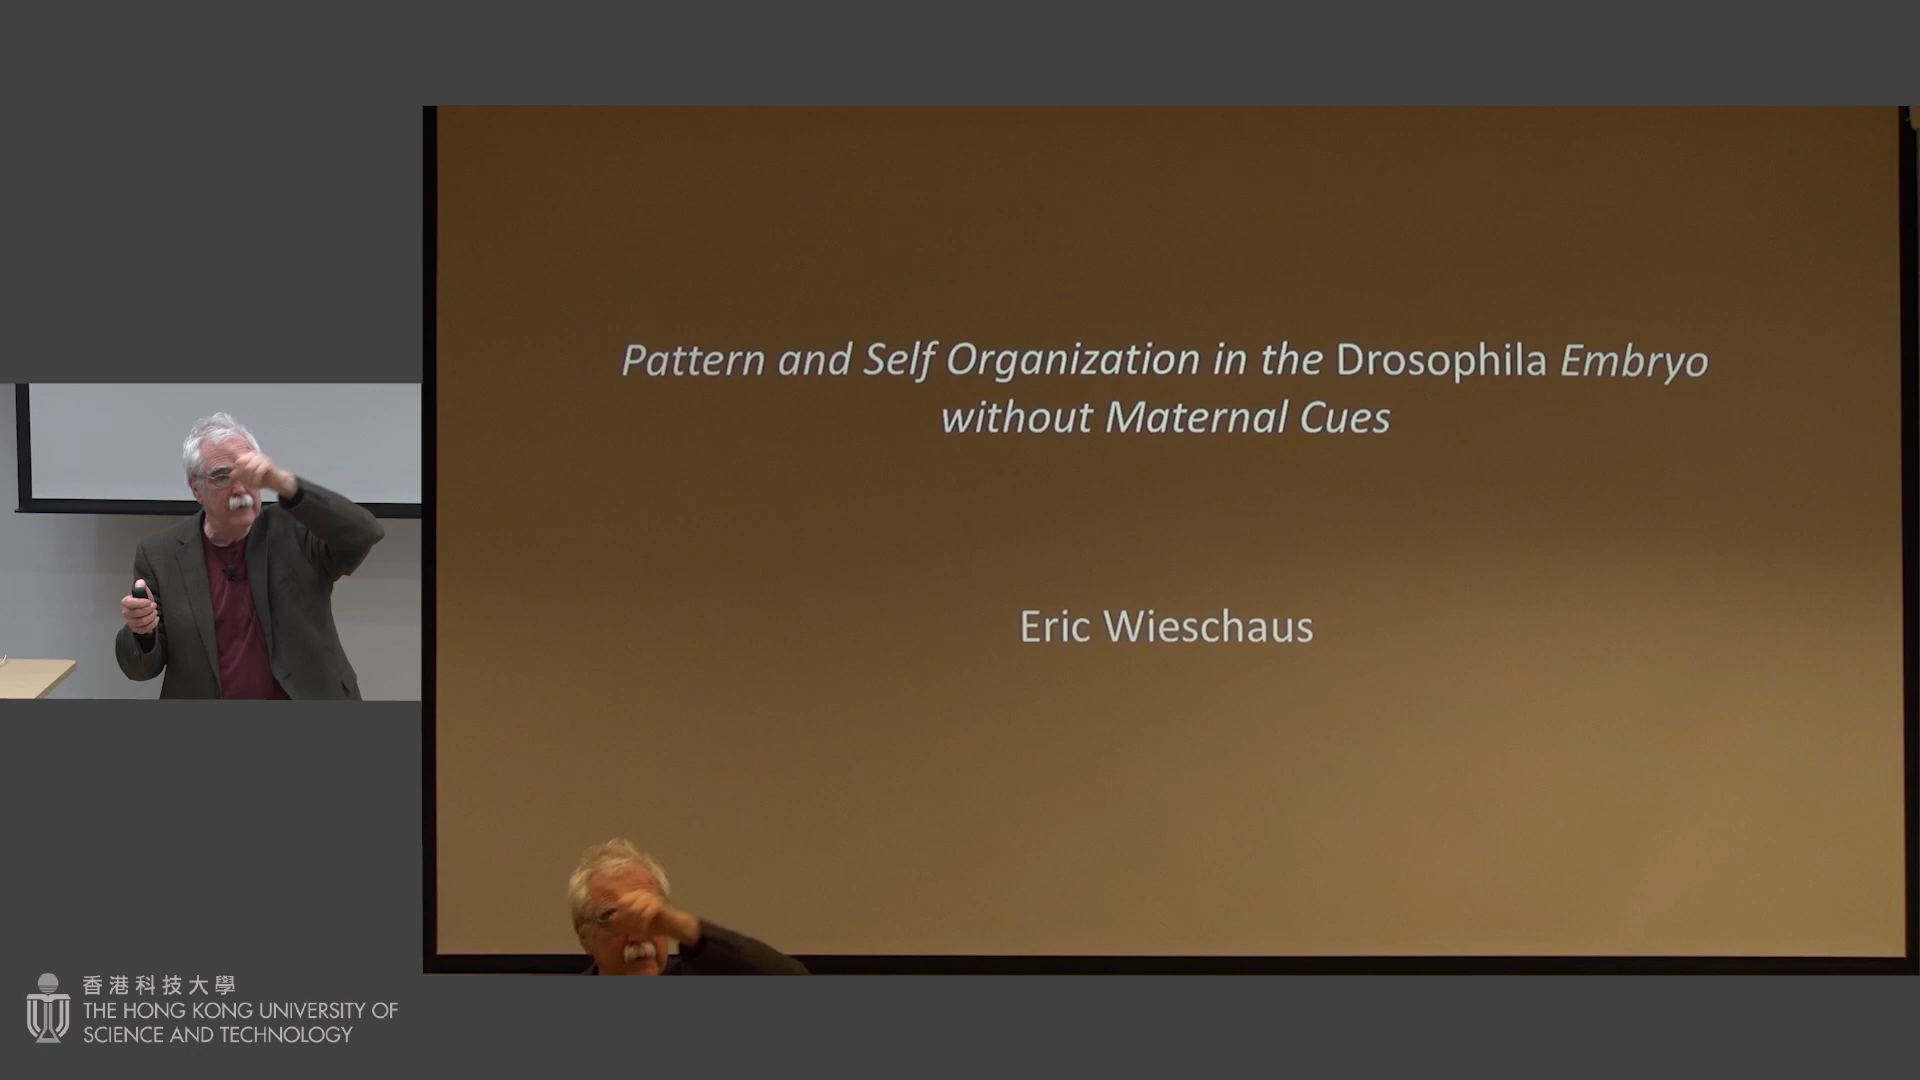 Pattern and Self Organization in the Drosophila Embryo
without Maternal Cues
Eric Wieschaus
香港科技大學
THE HONG KONG UNIVERSITY OF
SCIENCE AND TECHNOLOGY